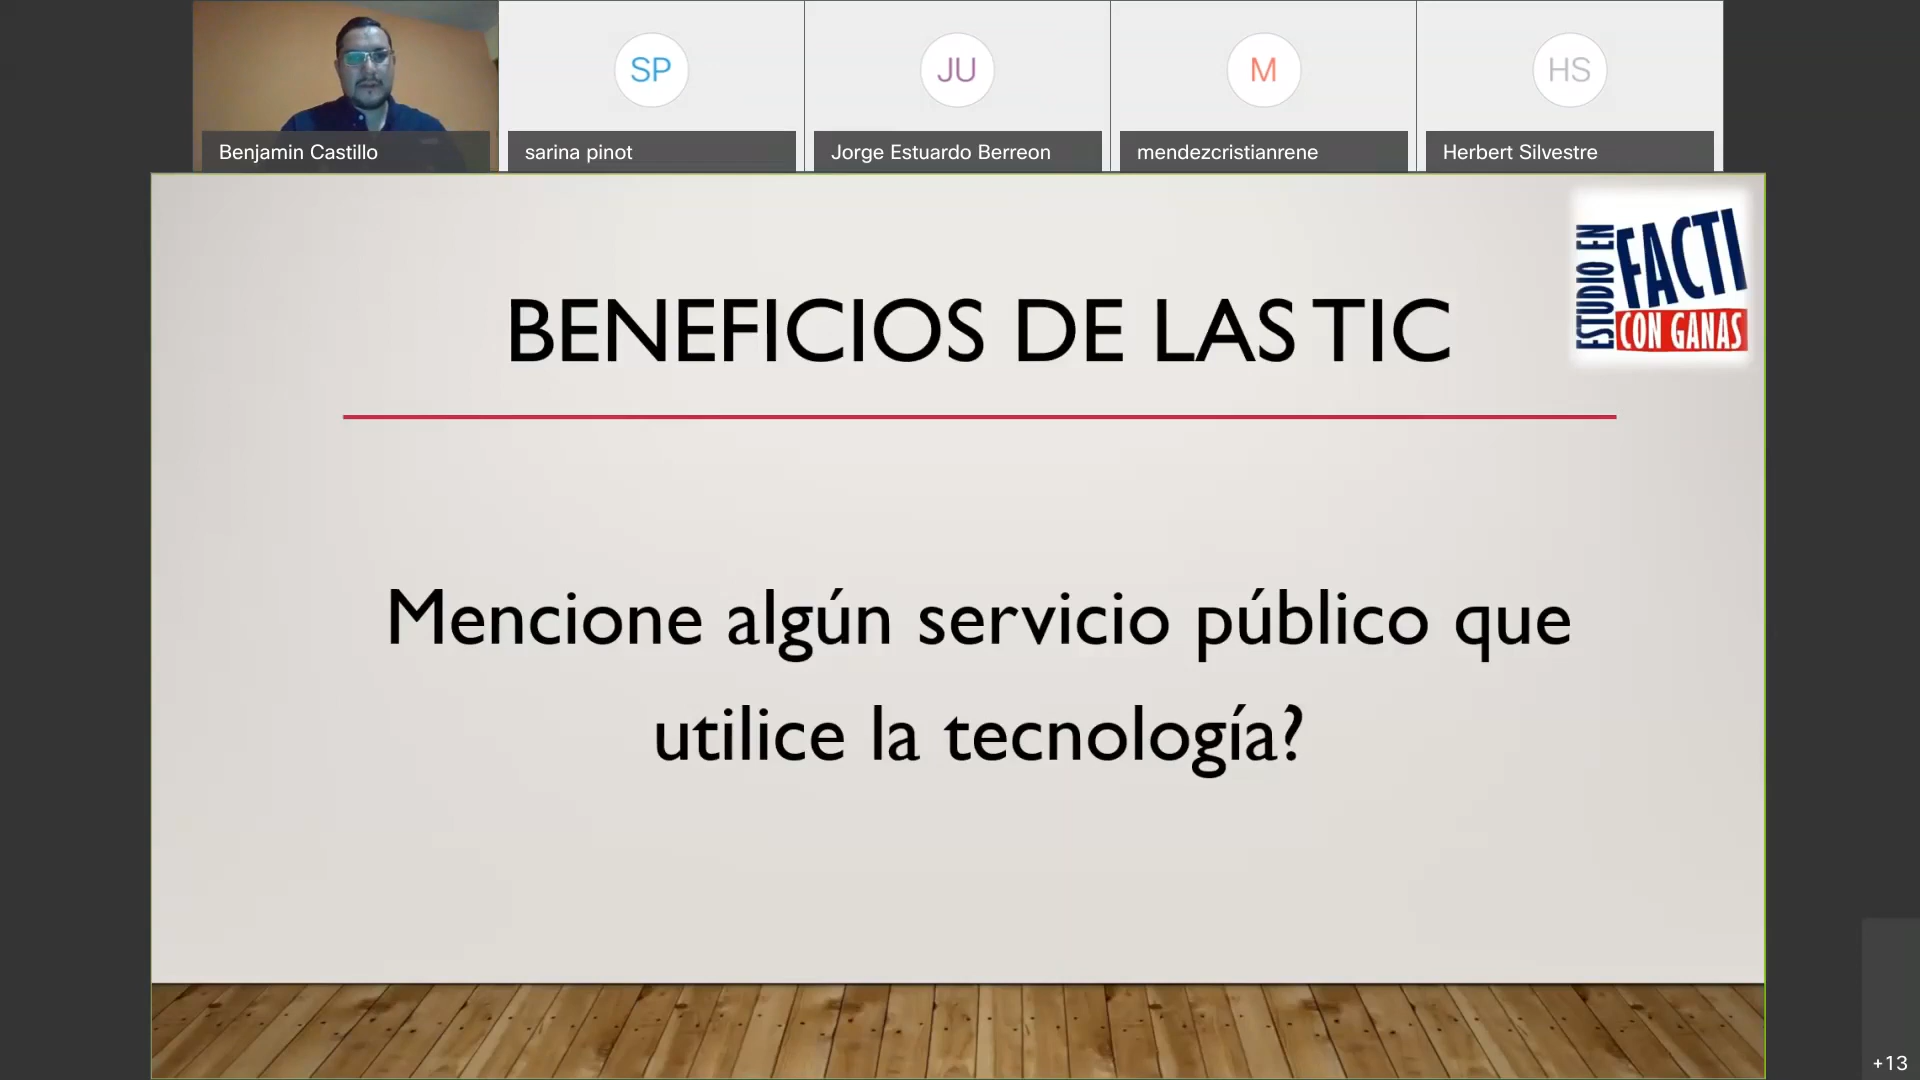 SP
JU
M
HS
Benjamin Castillo
sarina pinot
Jorge Estuardo Berreon
mendezcristianrene
Herbert Silvestre
ESTUDIO EN
FACTI
CON GANAS
BENEFICIOS DE LAS TIC
Mencione algún servicio público que
utilice la tecnología?
+13